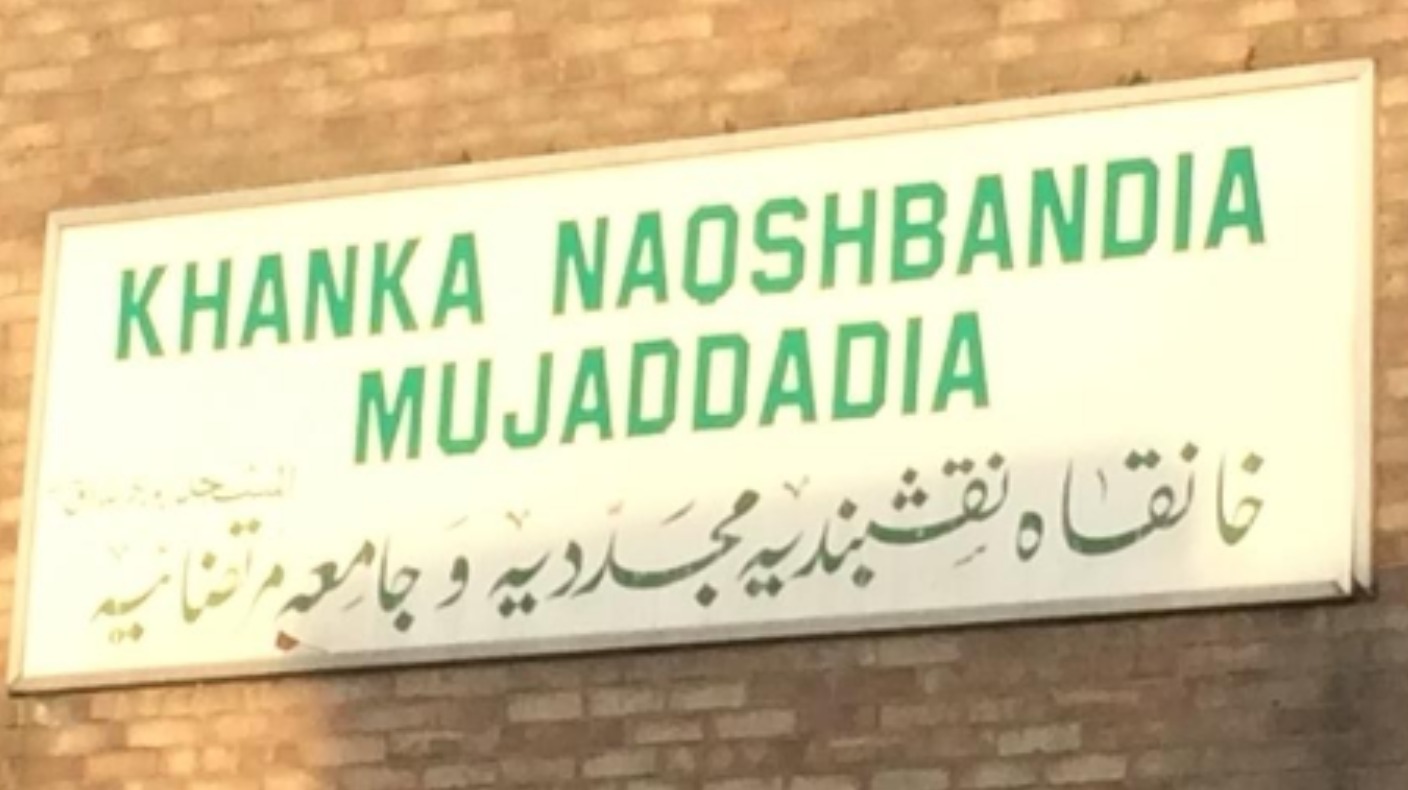 KHANKA NAQSHBANDIA
MUJADDADIA
خانقاہ نقشبندیہ مجددیہ و جامعہ مرتضائیہ